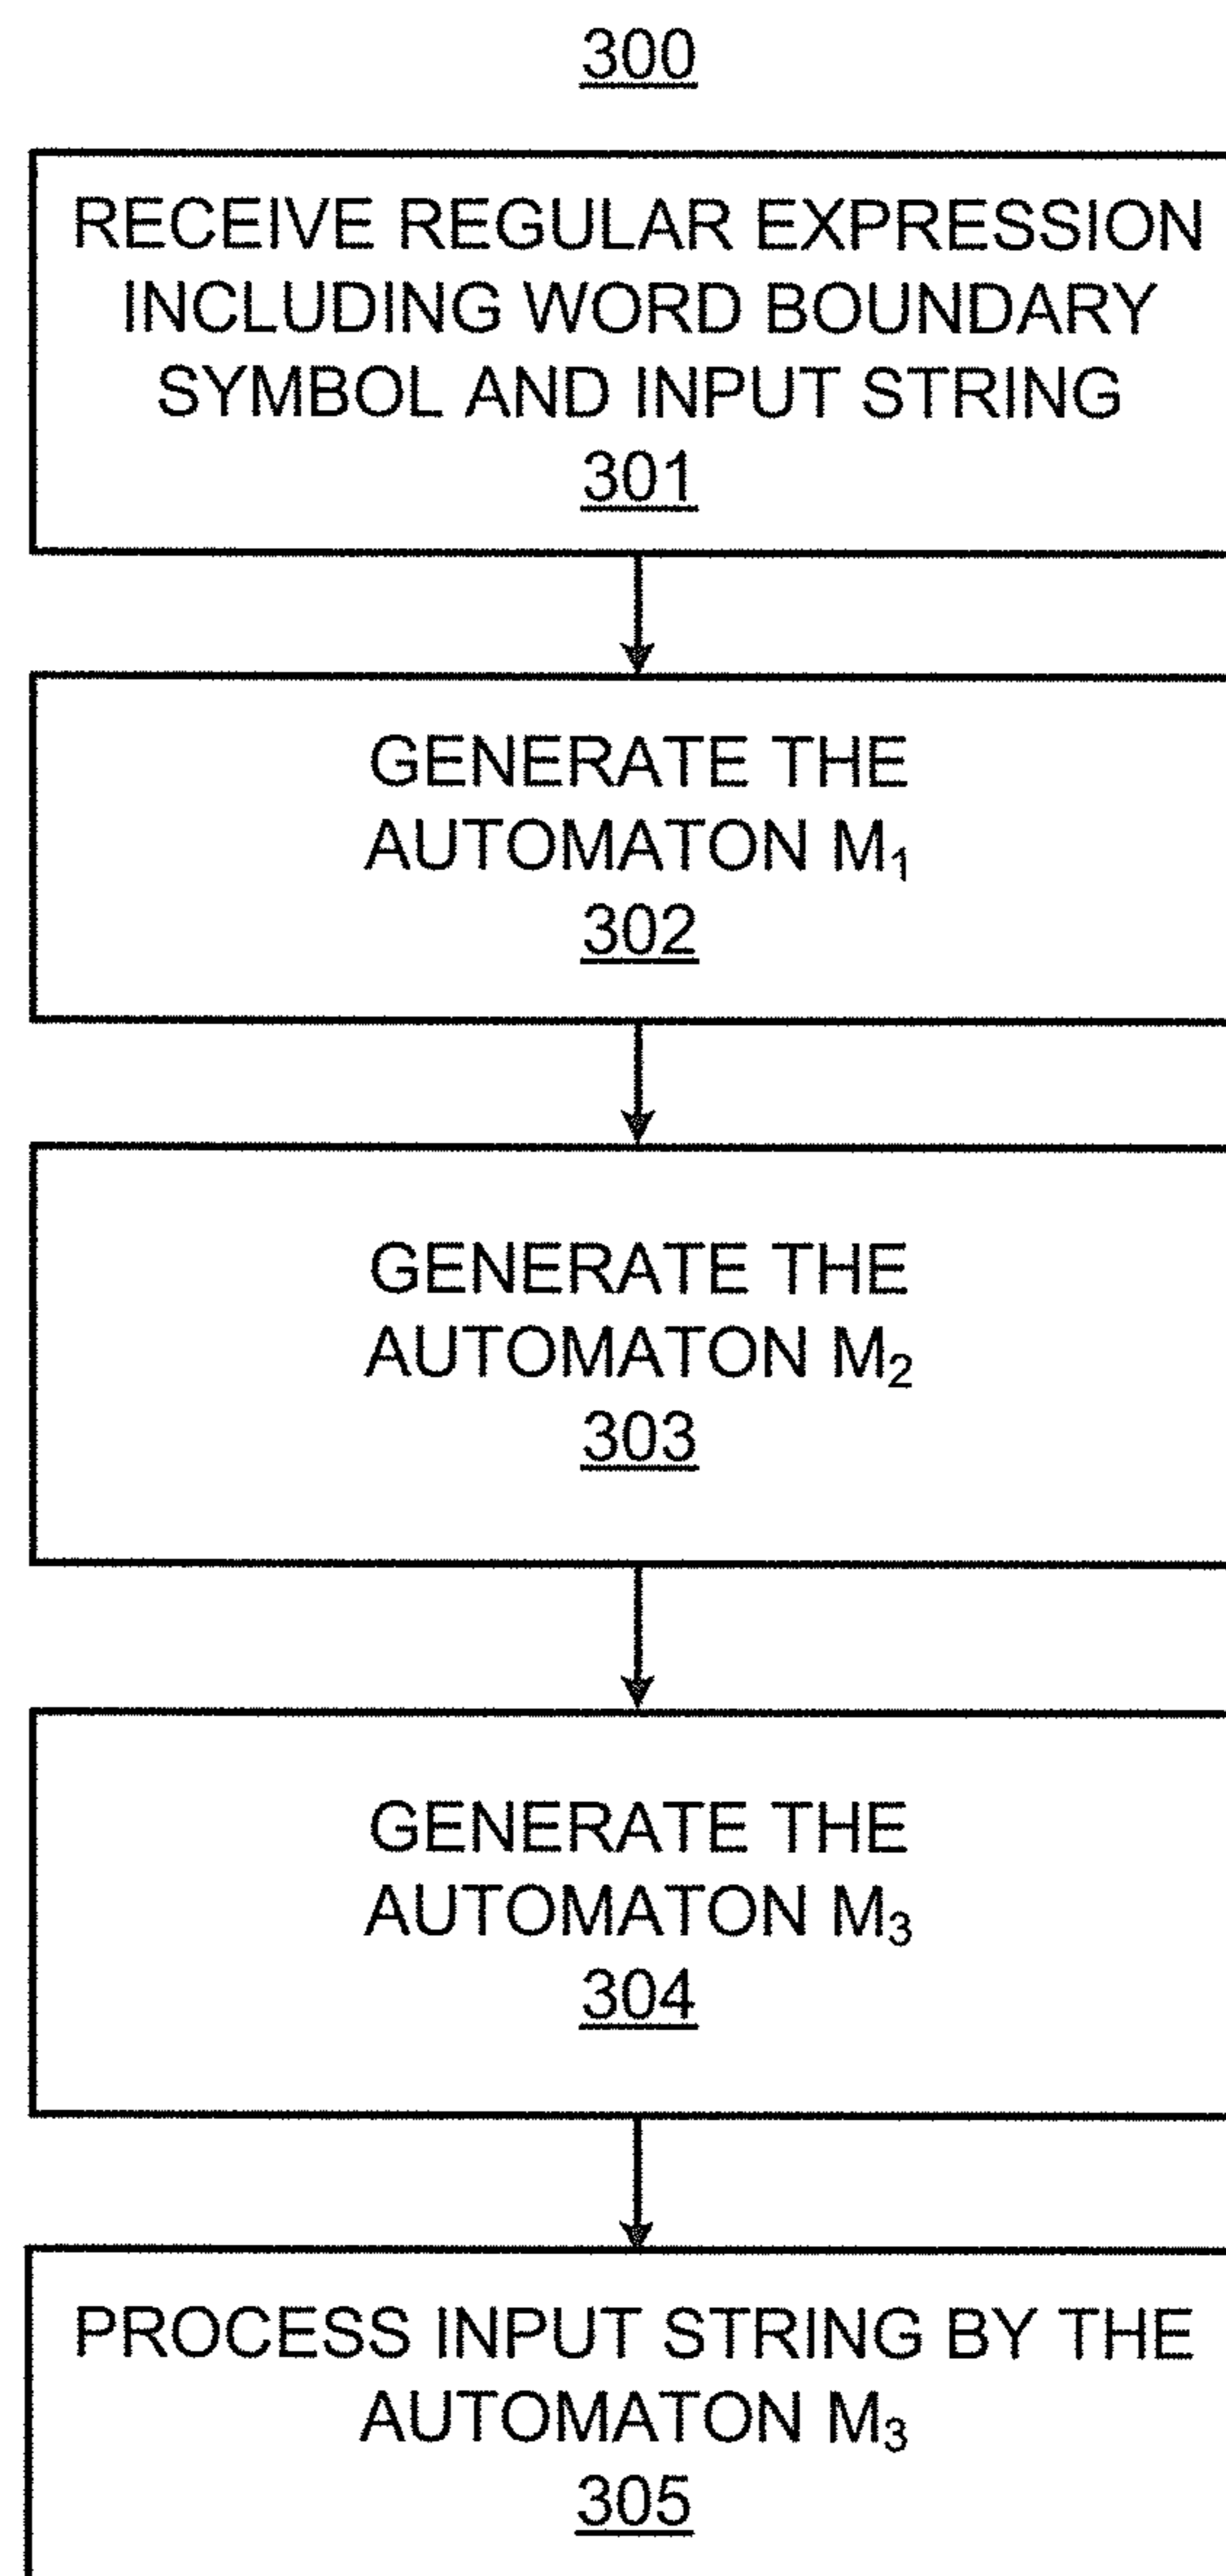 300
RECEIVE REGULAR EXPRESSION
INCLUDING WORD BOUNDARY
SYMBOL AND INPUT STRING
301
GENERATE THE
AUTOMATON M₁
302
GENERATE THE
AUTOMATON M₂
303
GENERATE THE
AUTOMATON M₃
304
PROCESS INPUT STRING BY THE
AUTOMATON M₃
305